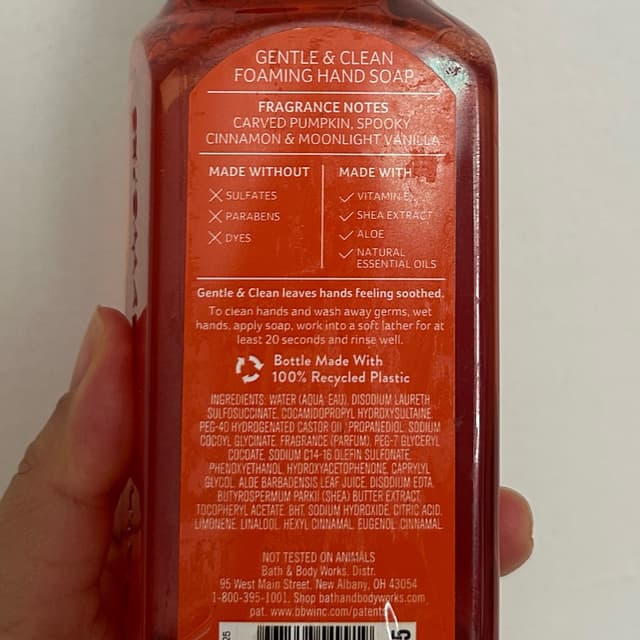 GENTLE & CLEAN
FOAMING HAND SOAP
FRAGRANCE NOTES
CARVED PUMPKIN, SPOOKY
CINNAMON & MOONLIGHT VANILLA
MADE WITHOUT
SULFATES
PARABENS
DYES
MADE WITH
VITAMIN E
SHEA EXTRACT
ALOE
NATURAL
ESSENTIAL OILS
Gentle & Clean leaves hands feeling soothed.
To clean hands and wash away germs, wet
hands, apply soap, work into a soft lather for at
least 20 seconds and rinse well.
Bottle Made With
100% Recycled Plastic
INGREDIENTS: WATER (AQUA, EAU), DISODIUM LAURETH
SULFOSUCCINATE, COCAMIDOPROPYL HYDROXYSULTAINE,
PEG-40 HYDROGENATED CASTOR OIL, PROPANEDIOL, SODIUM
COCOYL GLYCINATE, FRAGRANCE (PARFUM), PEG-7 GLYCERYL
COCOATE, SODIUM C14-16 OLEFIN SULFONATE,
PHENOXYETHANOL, HYDROXYACETOPHENONE, CAPRYLYL
GLYCOL, ALOE BARBADENSIS LEAF JUICE, DISODIUM EDTA,
BUTYROSPERMUM PARKII (SHEA) BUTTER EXTRACT,
TOCOPHERYL ACETATE, BHT, SODIUM HYDROXIDE, CITRIC ACID,
LIMONENE, LINALOOL, HEXYL CINNAMAL, EUGENOL, CINNAMAL.
NOT TESTED ON ANIMALS
Bath & Body Works, Distr.
95 West Main Street, New Albany, OH 43054
1-800-395-1001, Shop bathandbodyworks.com
pat. www.bbwinc.com/patents